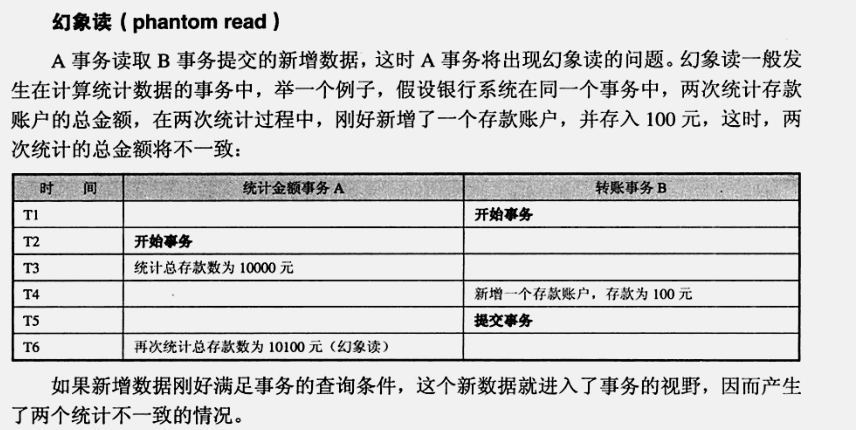 幻象读（phantom read）
A 事务读取 B 事务提交的新增数据，这时 A 事务将出现幻象读的问题。幻象读一般发
生在计算统计数据的事务中，举一个例子，假设银行系统在同一个事务中，两次统计存款
账户的总金额，在两次统计过程中，刚好新增了一个存款账户，并存入 100 元，这时，两
次统计的总金额将不一致：
时 间 统计金额事务 A 转账事务 B
T1 开始事务
T2 开始事务
T3 统计总存款数为 10000 元
T4 新增一个存款账户，存款为 100 元
T5 提交事务
T6 再次统计总存款数为 10100 元（幻象读）
如果新增数据刚好满足事务的查询条件，这个新数据就进入了事务的视野，因而产生
了两个统计不一致的情况。